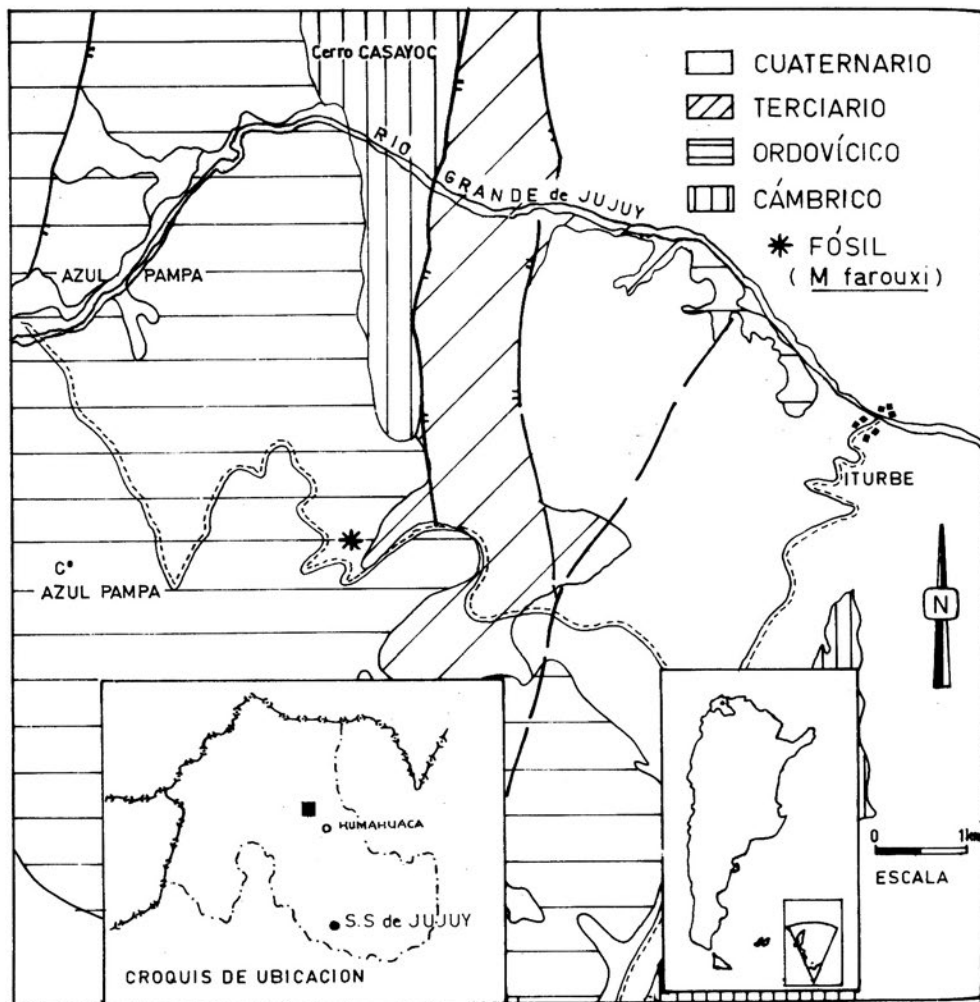 Cerro CASAYOC
CUATERNARIO
TERCIARIO
ORDOVÍCICO
CÁMBRICO
FÓSIL
( M farouxi )
RIO
GRANDE de JUJUY
AZUL PAMPA
ITURBE
C°
AZUL PAMPA
N
HUMAHUACA
S.S de JUJUY
CROQUIS DE UBICACION
0 1km
ESCALA